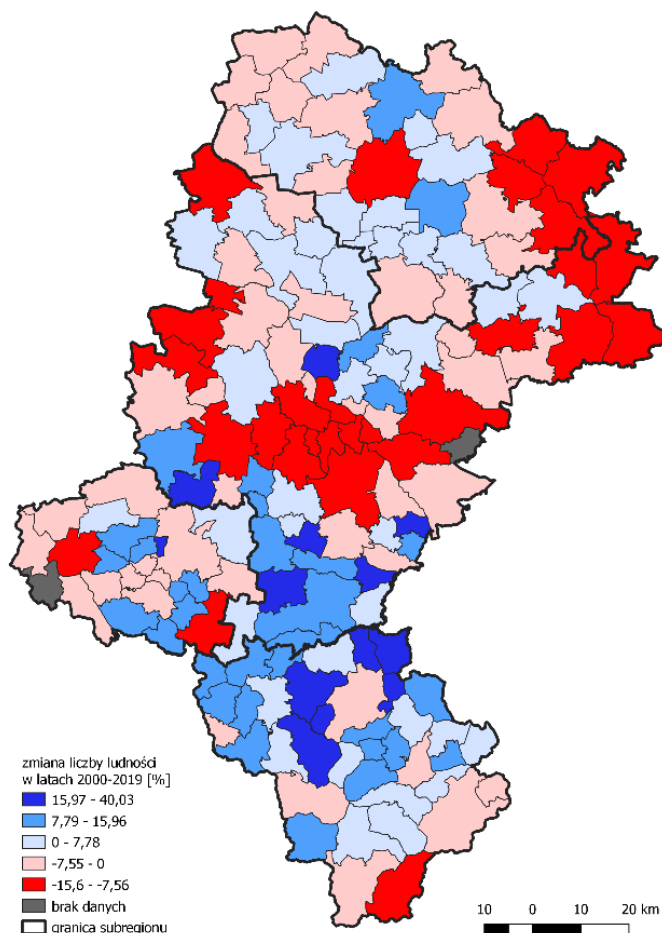 zmiana liczby ludności
w latach 2000-2019 [%]
15,97 - 40,03
7,79 - 15,96
0 - 7,78
-7,55 - 0
-15,6 - -7,56
brak danych
granica subregionu
10 0 10 20 km